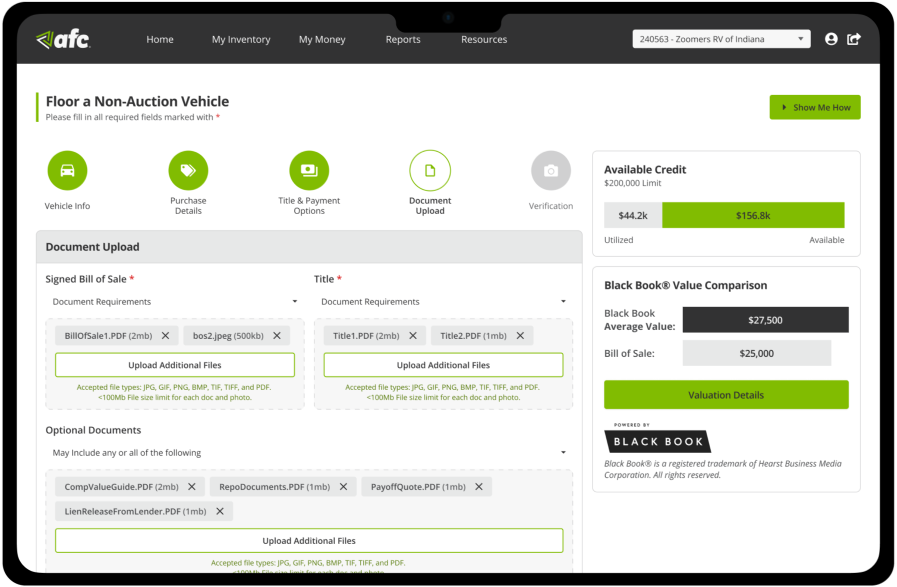 afc
Home
My Inventory
My Money
Reports
Resources
240563 - Zoomers RV of Indiana
Floor a Non-Auction Vehicle
Please fill in all required fields marked with *
Show Me How
Vehicle Info
Purchase
Details
Title & Payment
Options
Document
Upload
Verification
Document Upload
Signed Bill of Sale *
Document Requirements
BillOfSale1.PDF (2mb)
bos2.jpeg (500kb)
Upload Additional Files
Accepted file types: JPG, GIF, PNG, BMP, TIF, TIFF, and PDF.
<100Mb File size limit for each doc and photo.
Title *
Document Requirements
Title1.PDF (2mb)
Title2.PDF (1mb)
Upload Additional Files
Accepted file types: JPG, GIF, PNG, BMP, TIF, TIFF, and PDF.
<100Mb File size limit for each doc and photo.
Optional Documents
May Include any or all of the following
CompValueGuide.PDF (2mb)
RepoDocuments.PDF (1mb)
PayoffQuote.PDF (1mb)
LienReleaseFromLender.PDF (1mb)
Upload Additional Files
Accepted file types: JPG, GIF, PNG, BMP, TIF, TIFF, and PDF.
<100Mb File size limit for each doc and photo.
Available Credit
$200,000 Limit
$44.2k
$156.8k
Utilized
Available
Black Book® Value Comparison
Black Book
Average Value:
$27,500
Bill of Sale:
$25,000
Valuation Details
POWERED BY
BLACK BOOK
Black Book® is a registered trademark of Hearst Business Media
Corporation. All rights reserved.